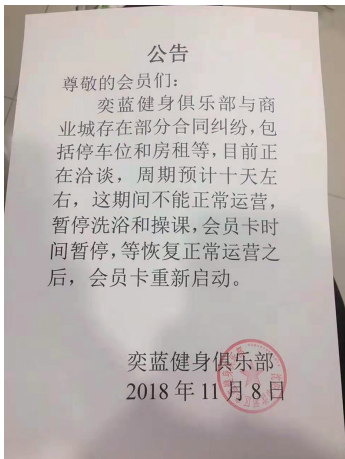 公告
尊敬的会员们：
奕蓝健身俱乐部与商
业城存在部分合同纠纷，包
括停车位和房租等，目前正
在洽谈，周期预计十天左
右，这期间不能正常运营，
暂停洗浴和操课，会员卡时
间暂停，等恢复正常运营之
后，会员卡重新启动。
奕蓝健身俱乐部
2018年11月8日